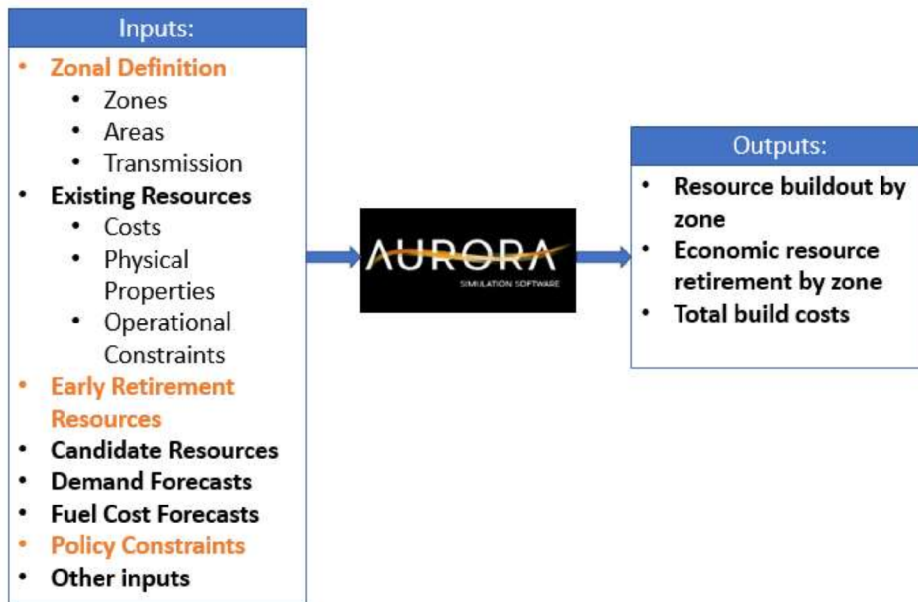 Inputs:
• Zonal Definition
• Zones
• Areas
• Transmission
• Existing Resources
• Costs
• Physical
Properties
• Operational
Constraints
• Early Retirement
Resources
• Candidate Resources
• Demand Forecasts
• Fuel Cost Forecasts
• Policy Constraints
• Other inputs
AURORA
SIMULATION SOFTWARE
Outputs:
• Resource buildout by
zone
• Economic resource
retirement by zone
• Total build costs